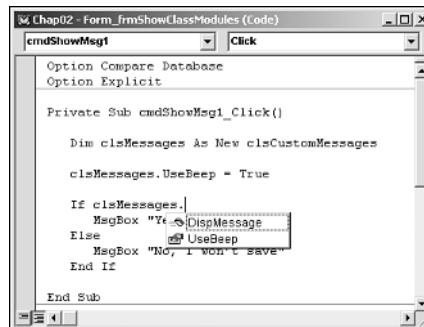 Chap02 - Form_frmShowClassModules (Code)
cmdShowMsg1 Click
Option Compare Database
Option Explicit
Private Sub cmdShowMsg1_Click()
Dim clsMessages As New clsCustomMessages
clsMessages.UseBeep = True
If clsMessages.
MsgBox "Ye
DispMessage
Else
UseBeep
MsgBox "No, I won't save"
End If
End Sub